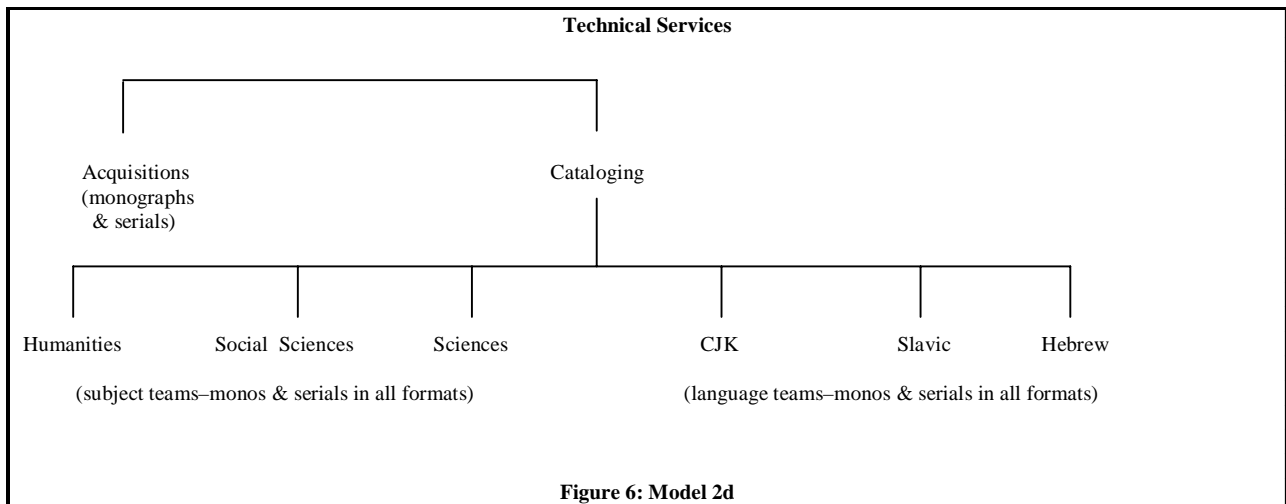 Technical Services
Acquisitions
(monographs
& serials)
Cataloging
Humanities Social Sciences Sciences CJK Slavic Hebrew
(subject teams–monos & serials in all formats) (language teams–monos & serials in all formats)
Figure 6: Model 2d